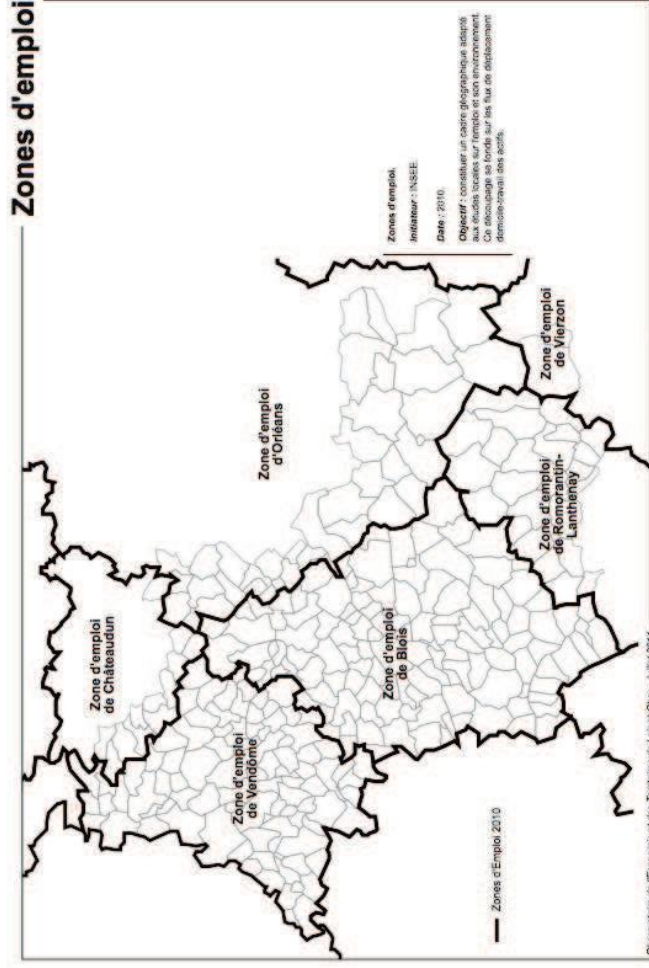 Zones d'emploi
Zone d'emploi
de Châteaudun
Zone d'emploi
d'Orléans
Zone d'emploi
de Vendôme
Zone d'emploi
de Blois
Zone d'emploi
de Romorantin-
Lanthenay
Zone d'emploi
de Vierzon
Zones d'emploi.
Initiateur : INSEE.
Date : 2010.
Objectif : constituer un cadre géographique adapté
aux études locales sur l'emploi et son environnement.
Ce découpage se fonde sur les flux de déplacement
domicile-travail des actifs.
Zones d'Emploi 2010